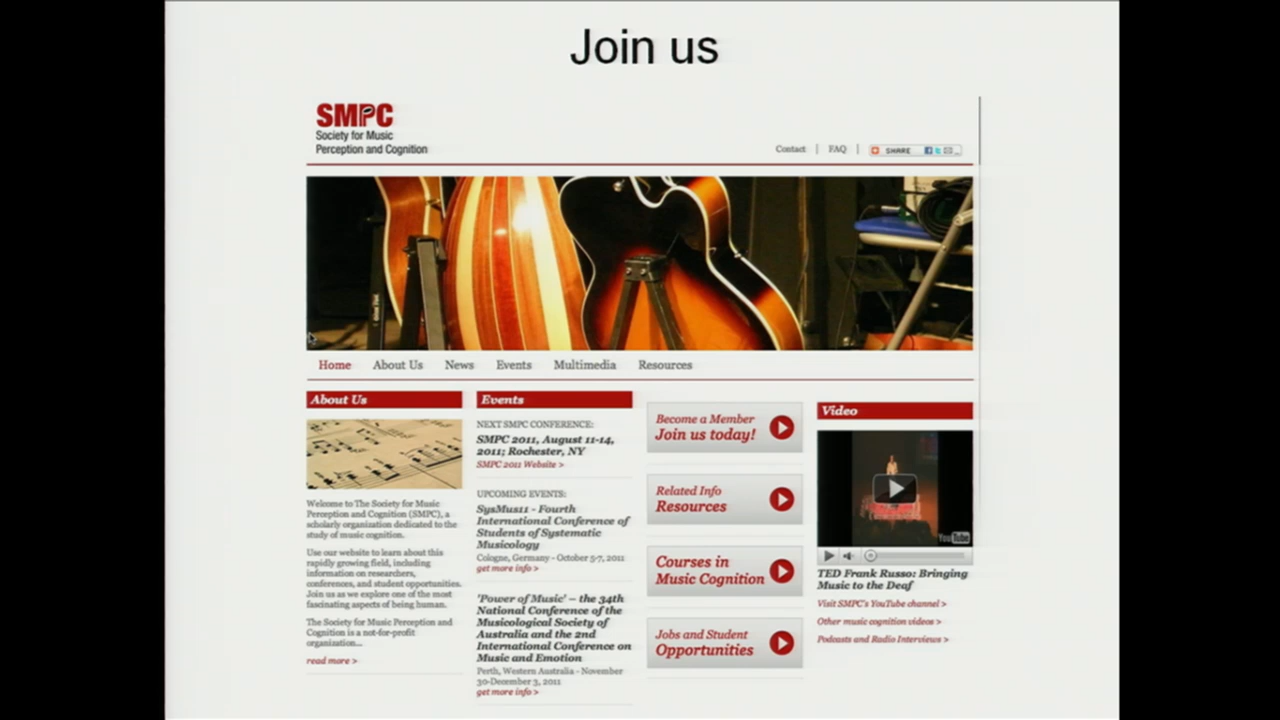 Join us
SMPC
Society for Music
Perception and Cognition
Contact | FAQ | SHARE
Home About Us News Events Multimedia Resources
About Us
Welcome to The Society for Music
Perception and Cognition (SMPC), a
scholarly organization dedicated to the
study of music cognition.
Use our website to learn about this
rapidly growing field, including
information on researchers,
conferences, and student opportunities.
Join us as we explore one of the most
fascinating aspects of being human.
The Society for Music Perception and
Cognition is a not-for-profit
organization...
read more >
Events
NEXT SMPC CONFERENCE:
SMPC 2011, August 11-14,
2011; Rochester, NY
SMPC 2011 Website >
UPCOMING EVENTS:
SysMus11 - Fourth
International Conference of
Students of Systematic
Musicology
Cologne, Germany - October 5-7, 2011
get more info >
'Power of Music' – the 34th
National Conference of the
Musicological Society of
Australia and the 2nd
International Conference on
Music and Emotion
Perth, Western Australia - November
30-December 3, 2011
get more info >
Become a Member
Join us today!
Related Info
Resources
Courses in
Music Cognition
Jobs and Student
Opportunities
Video
YouTube
TED Frank Russo: Bringing
Music to the Deaf
Visit SMPC's YouTube channel >
Other music cognition videos >
Podcasts and Radio Interviews >